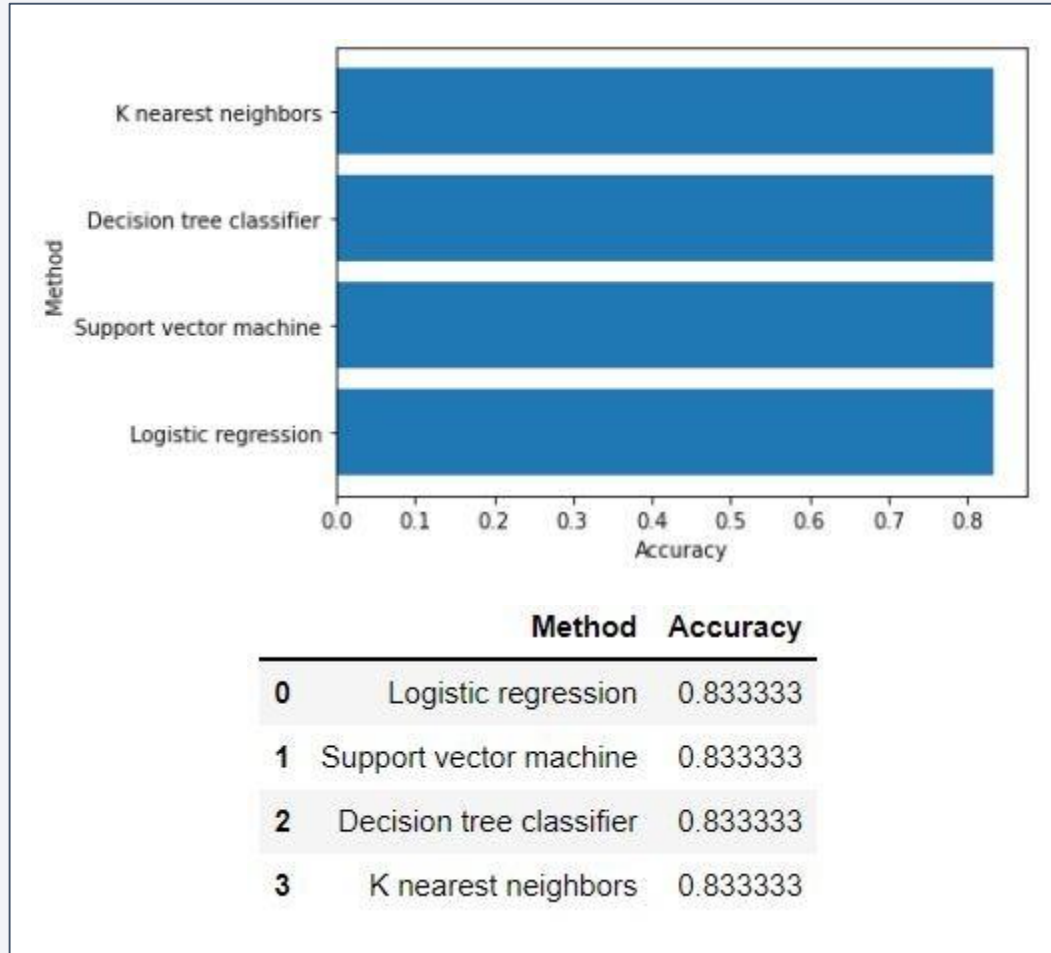 K nearest neighbors
Decision tree classifier
Support vector machine
Logistic regression
Method
0.0 0.1 0.2 0.3 0.4 0.5 0.6 0.7 0.8
Accuracy
Method Accuracy
0 Logistic regression 0.833333
1 Support vector machine 0.833333
2 Decision tree classifier 0.833333
3 K nearest neighbors 0.833333